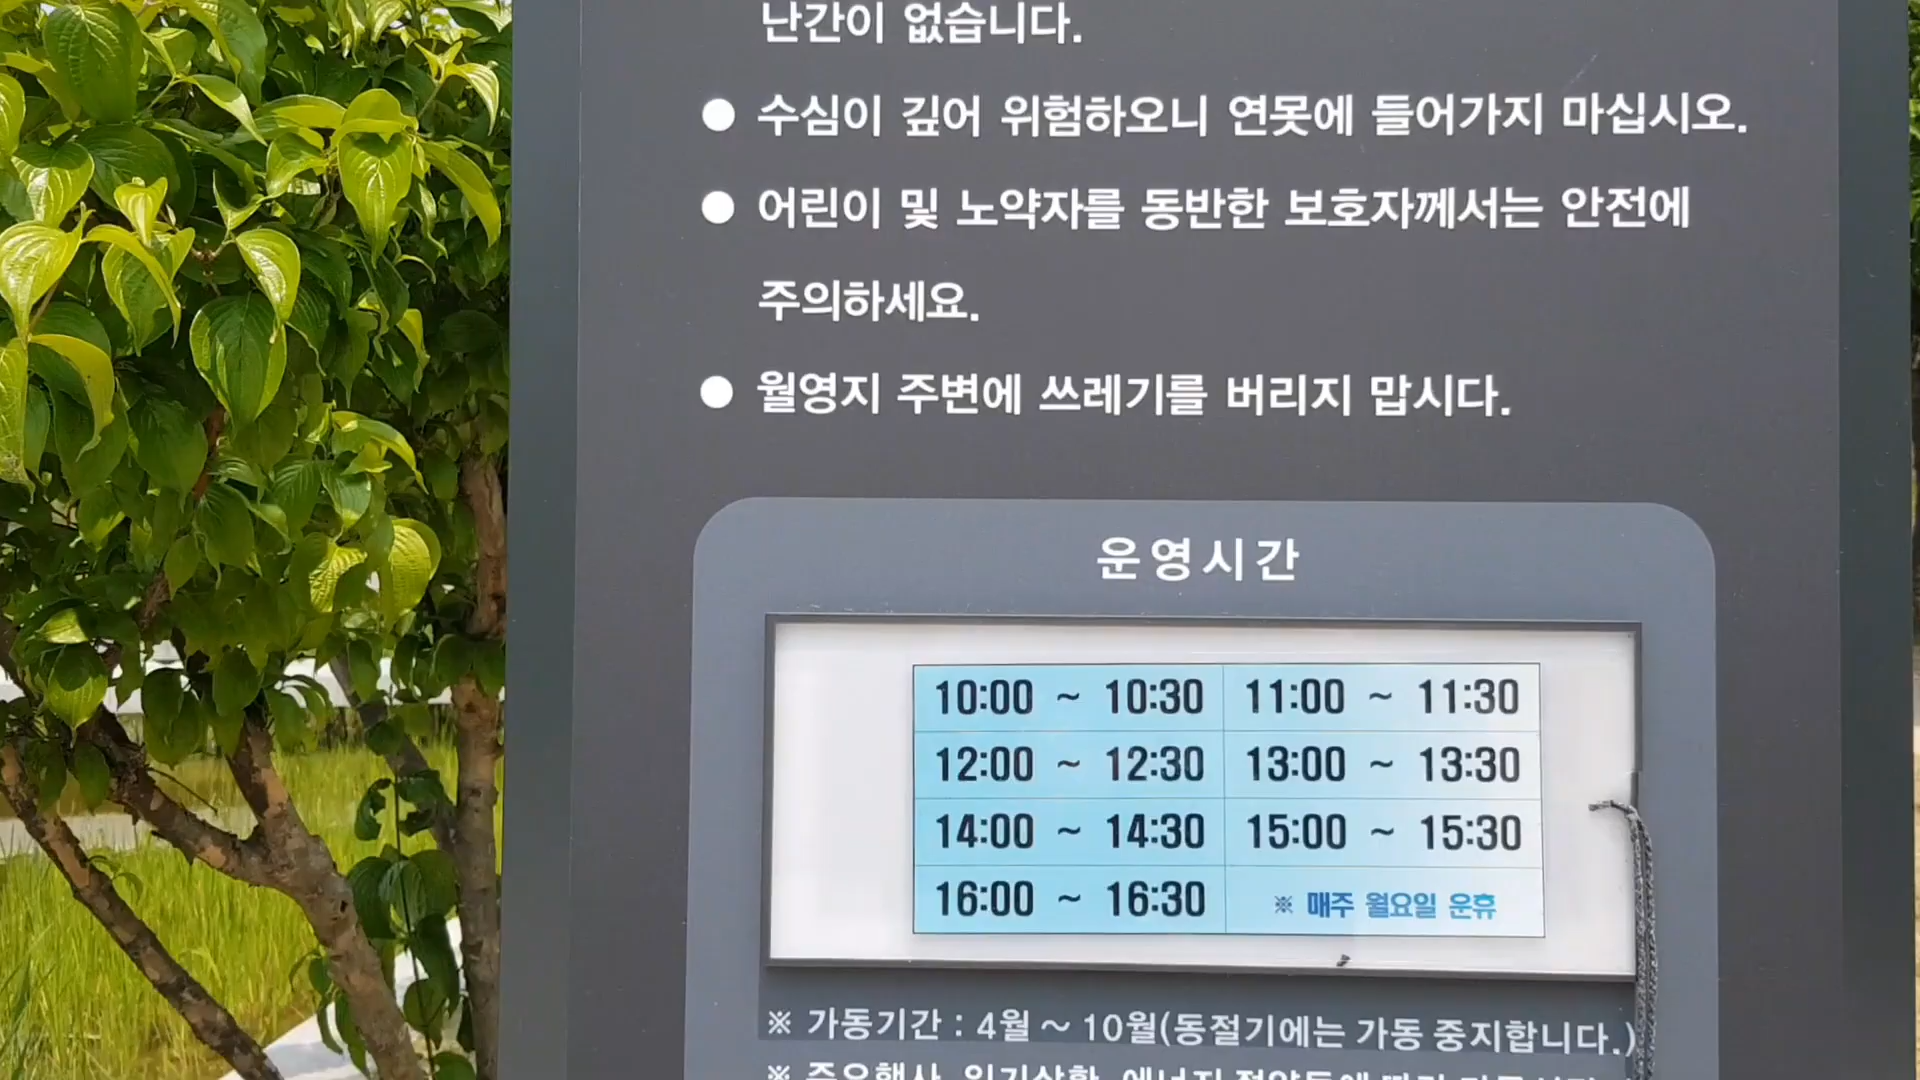 난간이 없습니다.
● 수심이 깊어 위험하오니 연못에 들어가지 마십시오.
● 어린이 및 노약자를 동반한 보호자께서는 안전에
주의하세요.
● 월영지 주변에 쓰레기를 버리지 맙시다.
운영시간
10:00 ~ 10:30 11:00 ~ 11:30
12:00 ~ 12:30 13:00 ~ 13:30
14:00 ~ 14:30 15:00 ~ 15:30
16:00 ~ 16:30 ※ 매주 월요일 운휴
※ 가동기간 : 4월 ~ 10월(동절기에는 가동 중지합니다.)